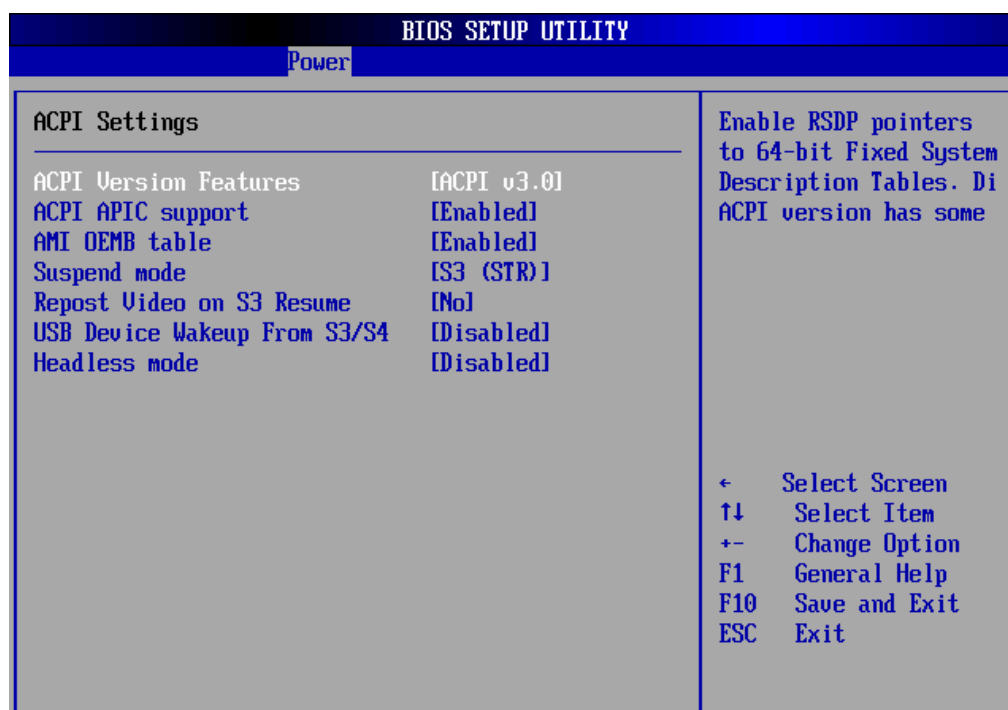 BIOS SETUP UTILITY
Power
ACPI Settings
ACPI Version Features [ACPI v3.0]
ACPI APIC support [Enabled]
AMI OEMB table [Enabled]
Suspend mode [S3 (STR)]
Repost Video on S3 Resume [No]
USB Device Wakeup From S3/S4 [Disabled]
Headless mode [Disabled]
Enable RSDP pointers
to 64-bit Fixed System
Description Tables. Di
ACPI version has some
← Select Screen
↑↓ Select Item
+- Change Option
F1 General Help
F10 Save and Exit
ESC Exit